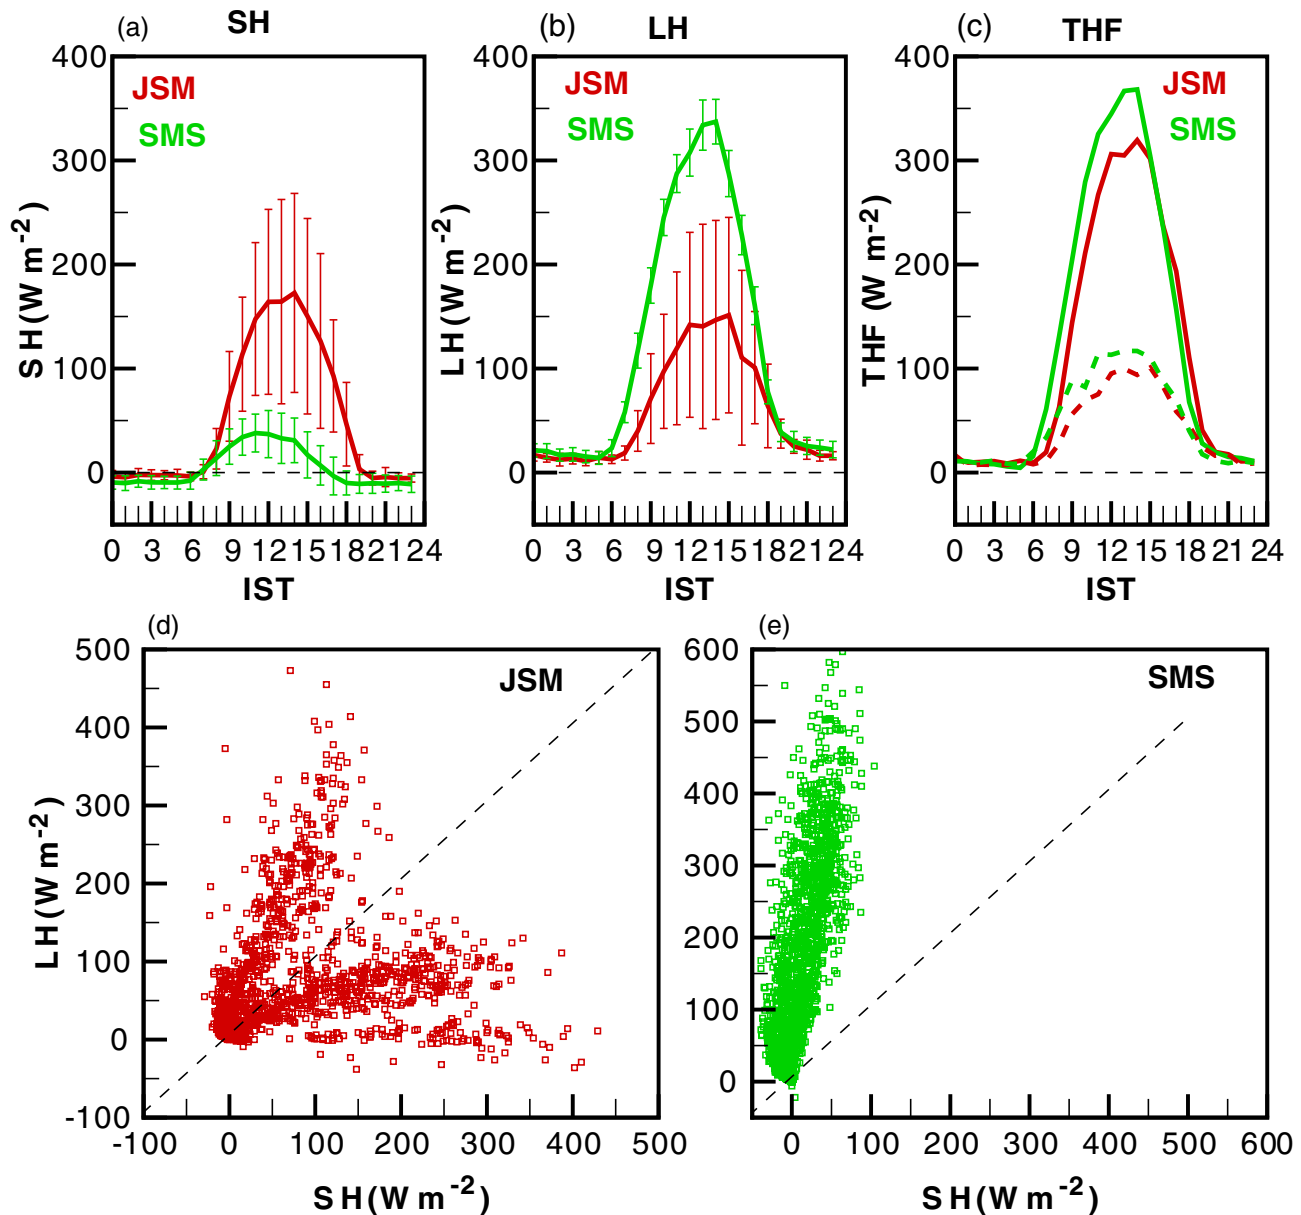 (a) SH
(b) LH
(c) THF
400
300
200
100
0
SH(W m-2)
JSM
SMS
0 3 6 9 12 15 18 21 24
IST
400
300
200
100
0
LH(W m-2)
JSM
SMS
0 3 6 9 12 15 18 21 24
IST
400
300
200
100
0
THF (W m-2)
JSM
SMS
0 3 6 9 12 15 18 21 24
IST
(d)
500
400
300
200
100
0
-100
LH(W m-2)
JSM
-100 0 100 200 300 400 500
SH(W m-2)
(e)
600
500
400
300
200
100
0
SMS
0 100 200 300 400 500 600
SH(W m-2)